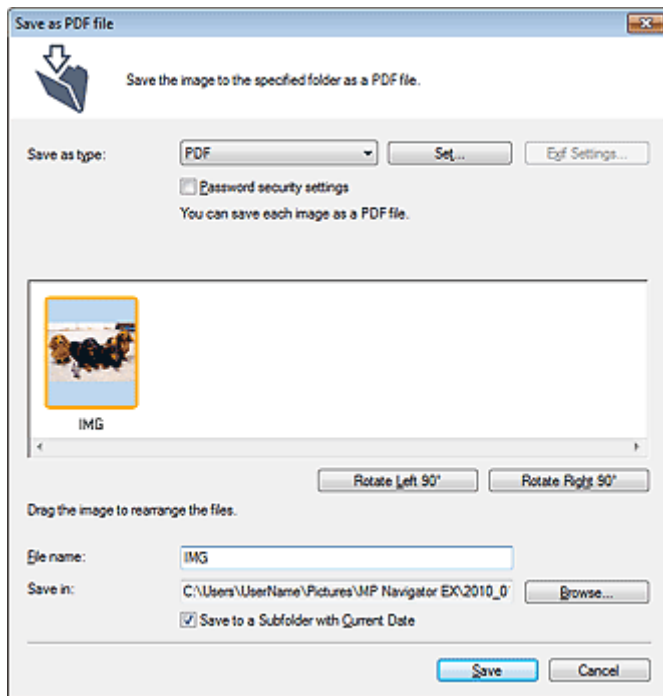 Save as PDF file
Save the image to the specified folder as a PDF file.
Save as type:
PDF
Set...
Exif Settings...
Password security settings
You can save each image as a PDF file.
IMG
Rotate Left 90°
Rotate Right 90°
Drag the image to rearrange the files.
File name:
IMG
Save in:
C:\Users\UserName\Pictures\MP Navigator EX\2010_0
Browse...
Save to a Subfolder with Current Date
Save
Cancel